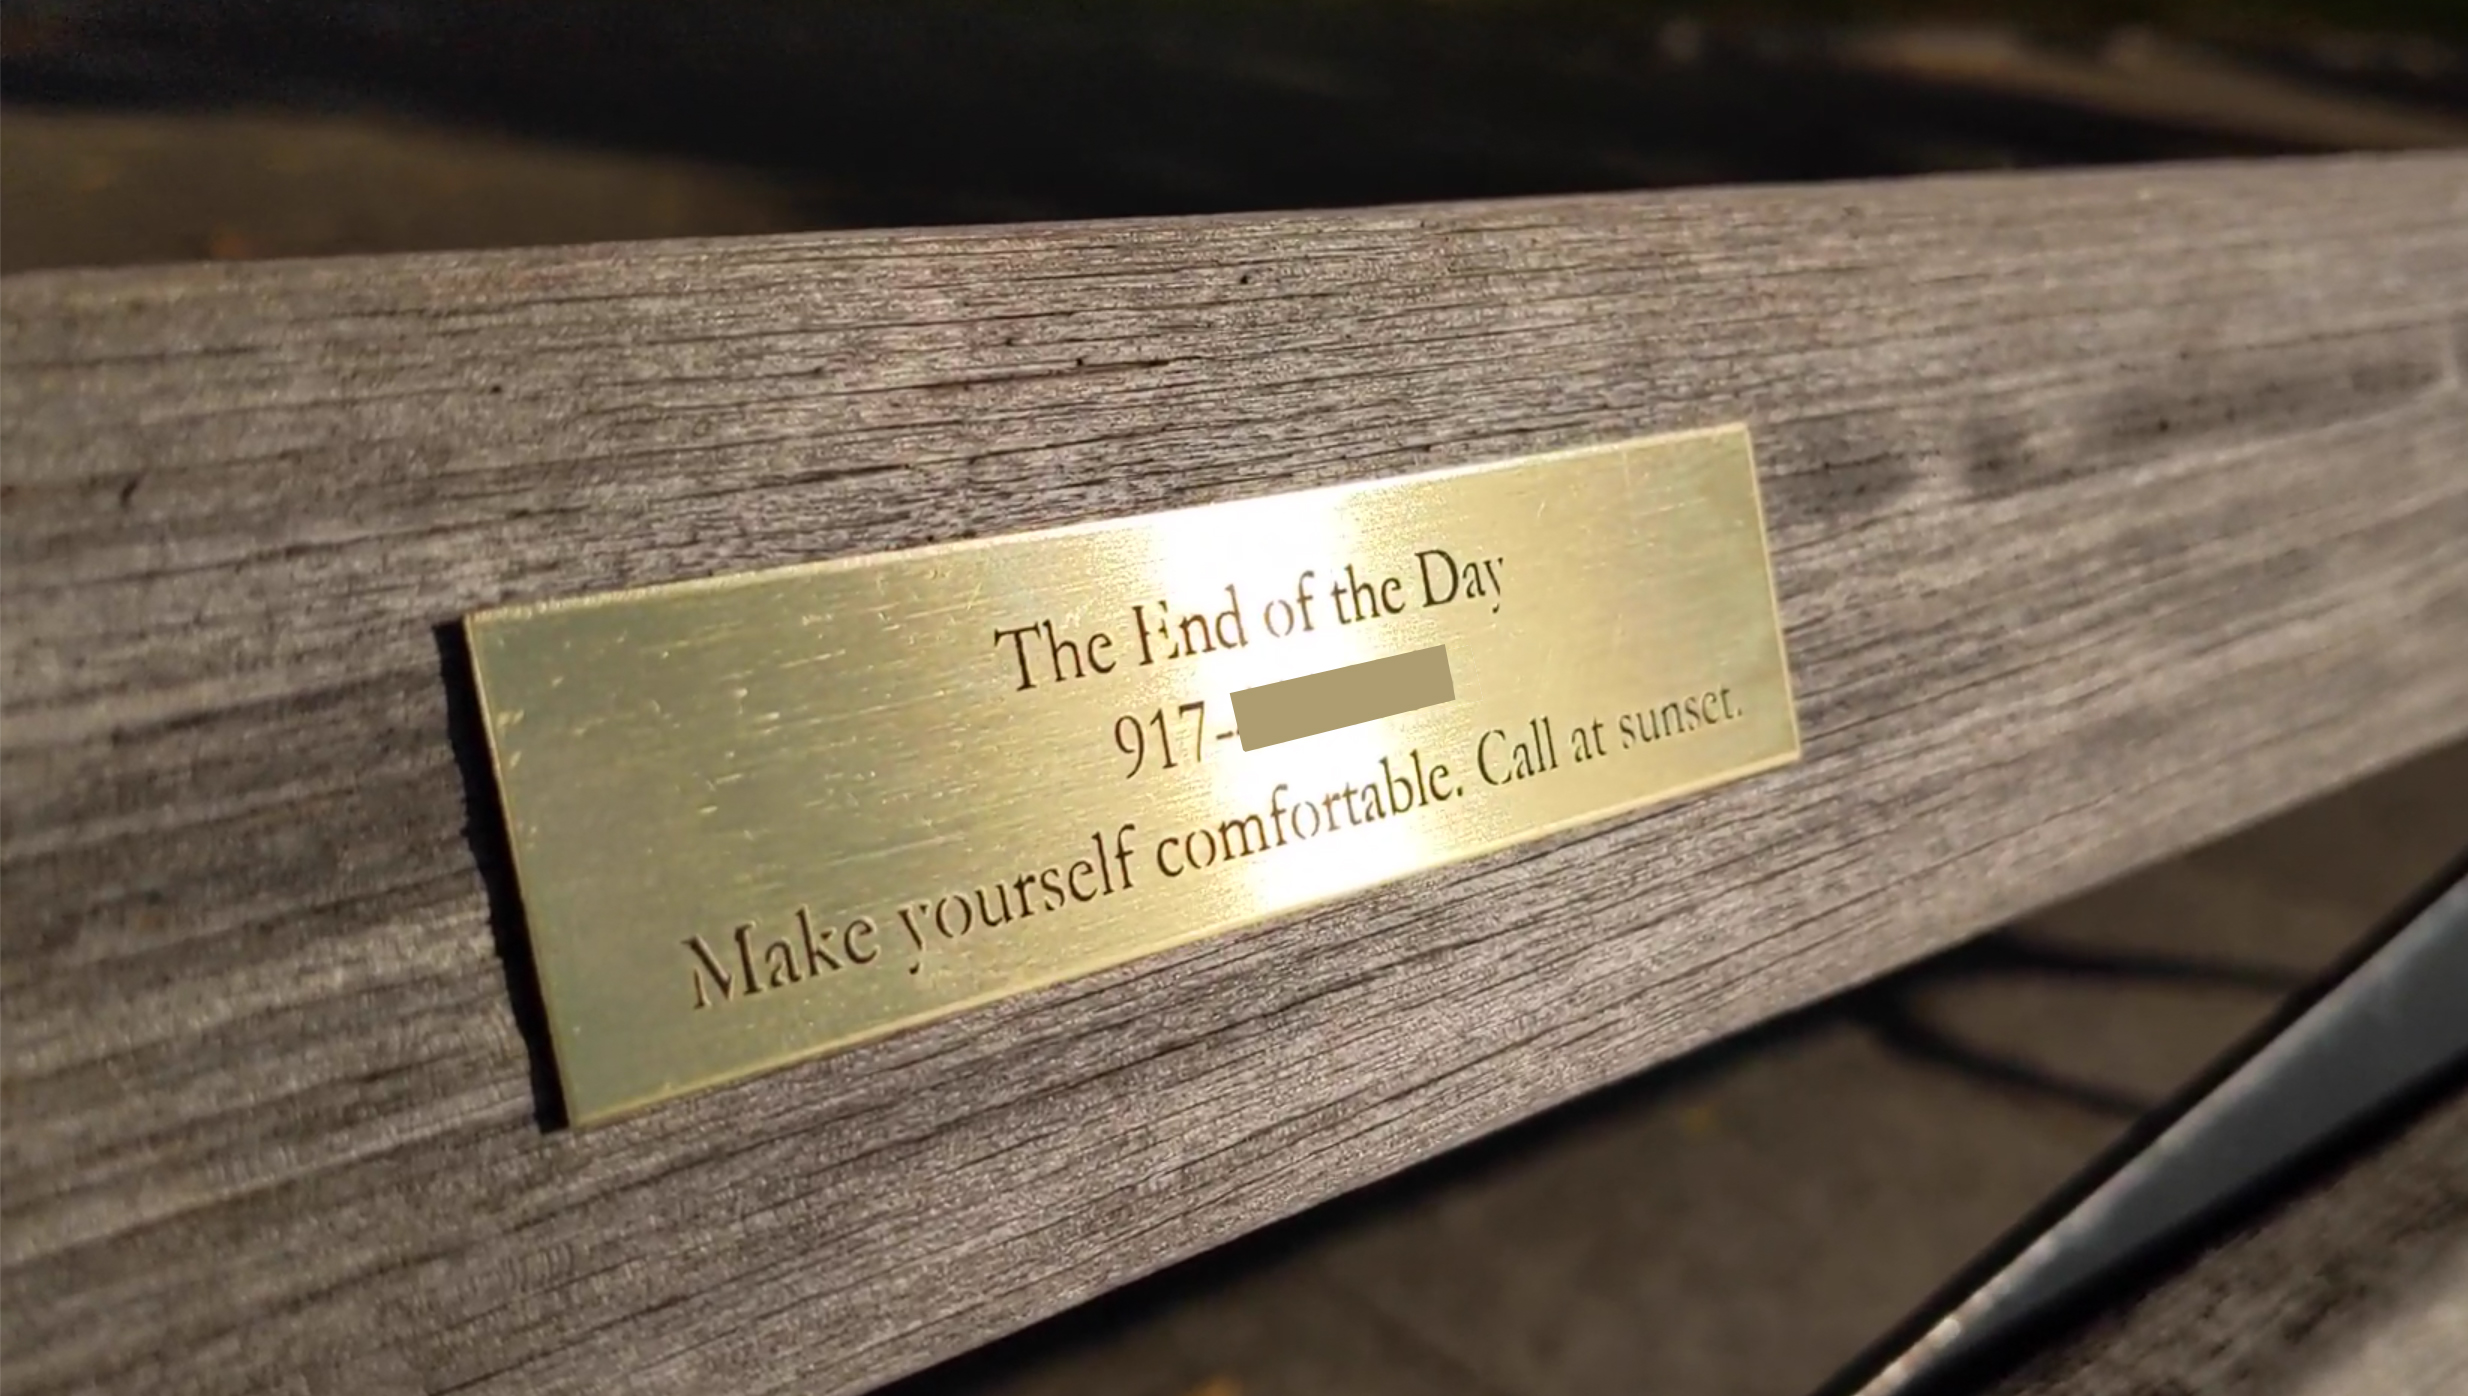 The End of the Day
917-
Make yourself comfortable. Call at sunset.